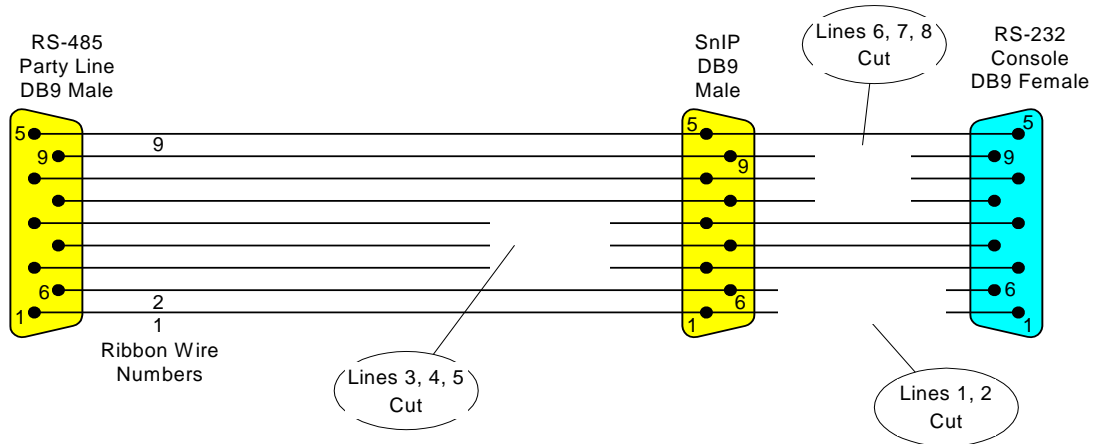 RS-485
Party Line
DB9 Male
SnIP
DB9
Male
Lines 6, 7, 8
Cut
RS-232
Console
DB9 Female
5
9
9
6
1
2
1
Ribbon Wire
Numbers
5
9
6
1
5
9
6
1
Lines 3, 4, 5
Cut
Lines 1, 2
Cut